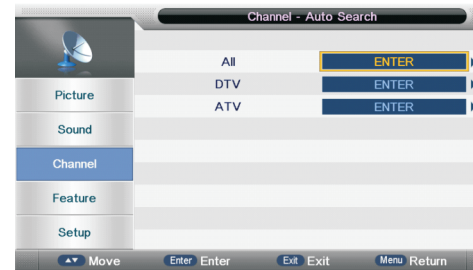 Channel - Auto Search
All ENTER
DTV ENTER
ATV ENTER
Picture
Sound
Channel
Feature
Setup
Move Enter Enter Exit Exit Menu Return